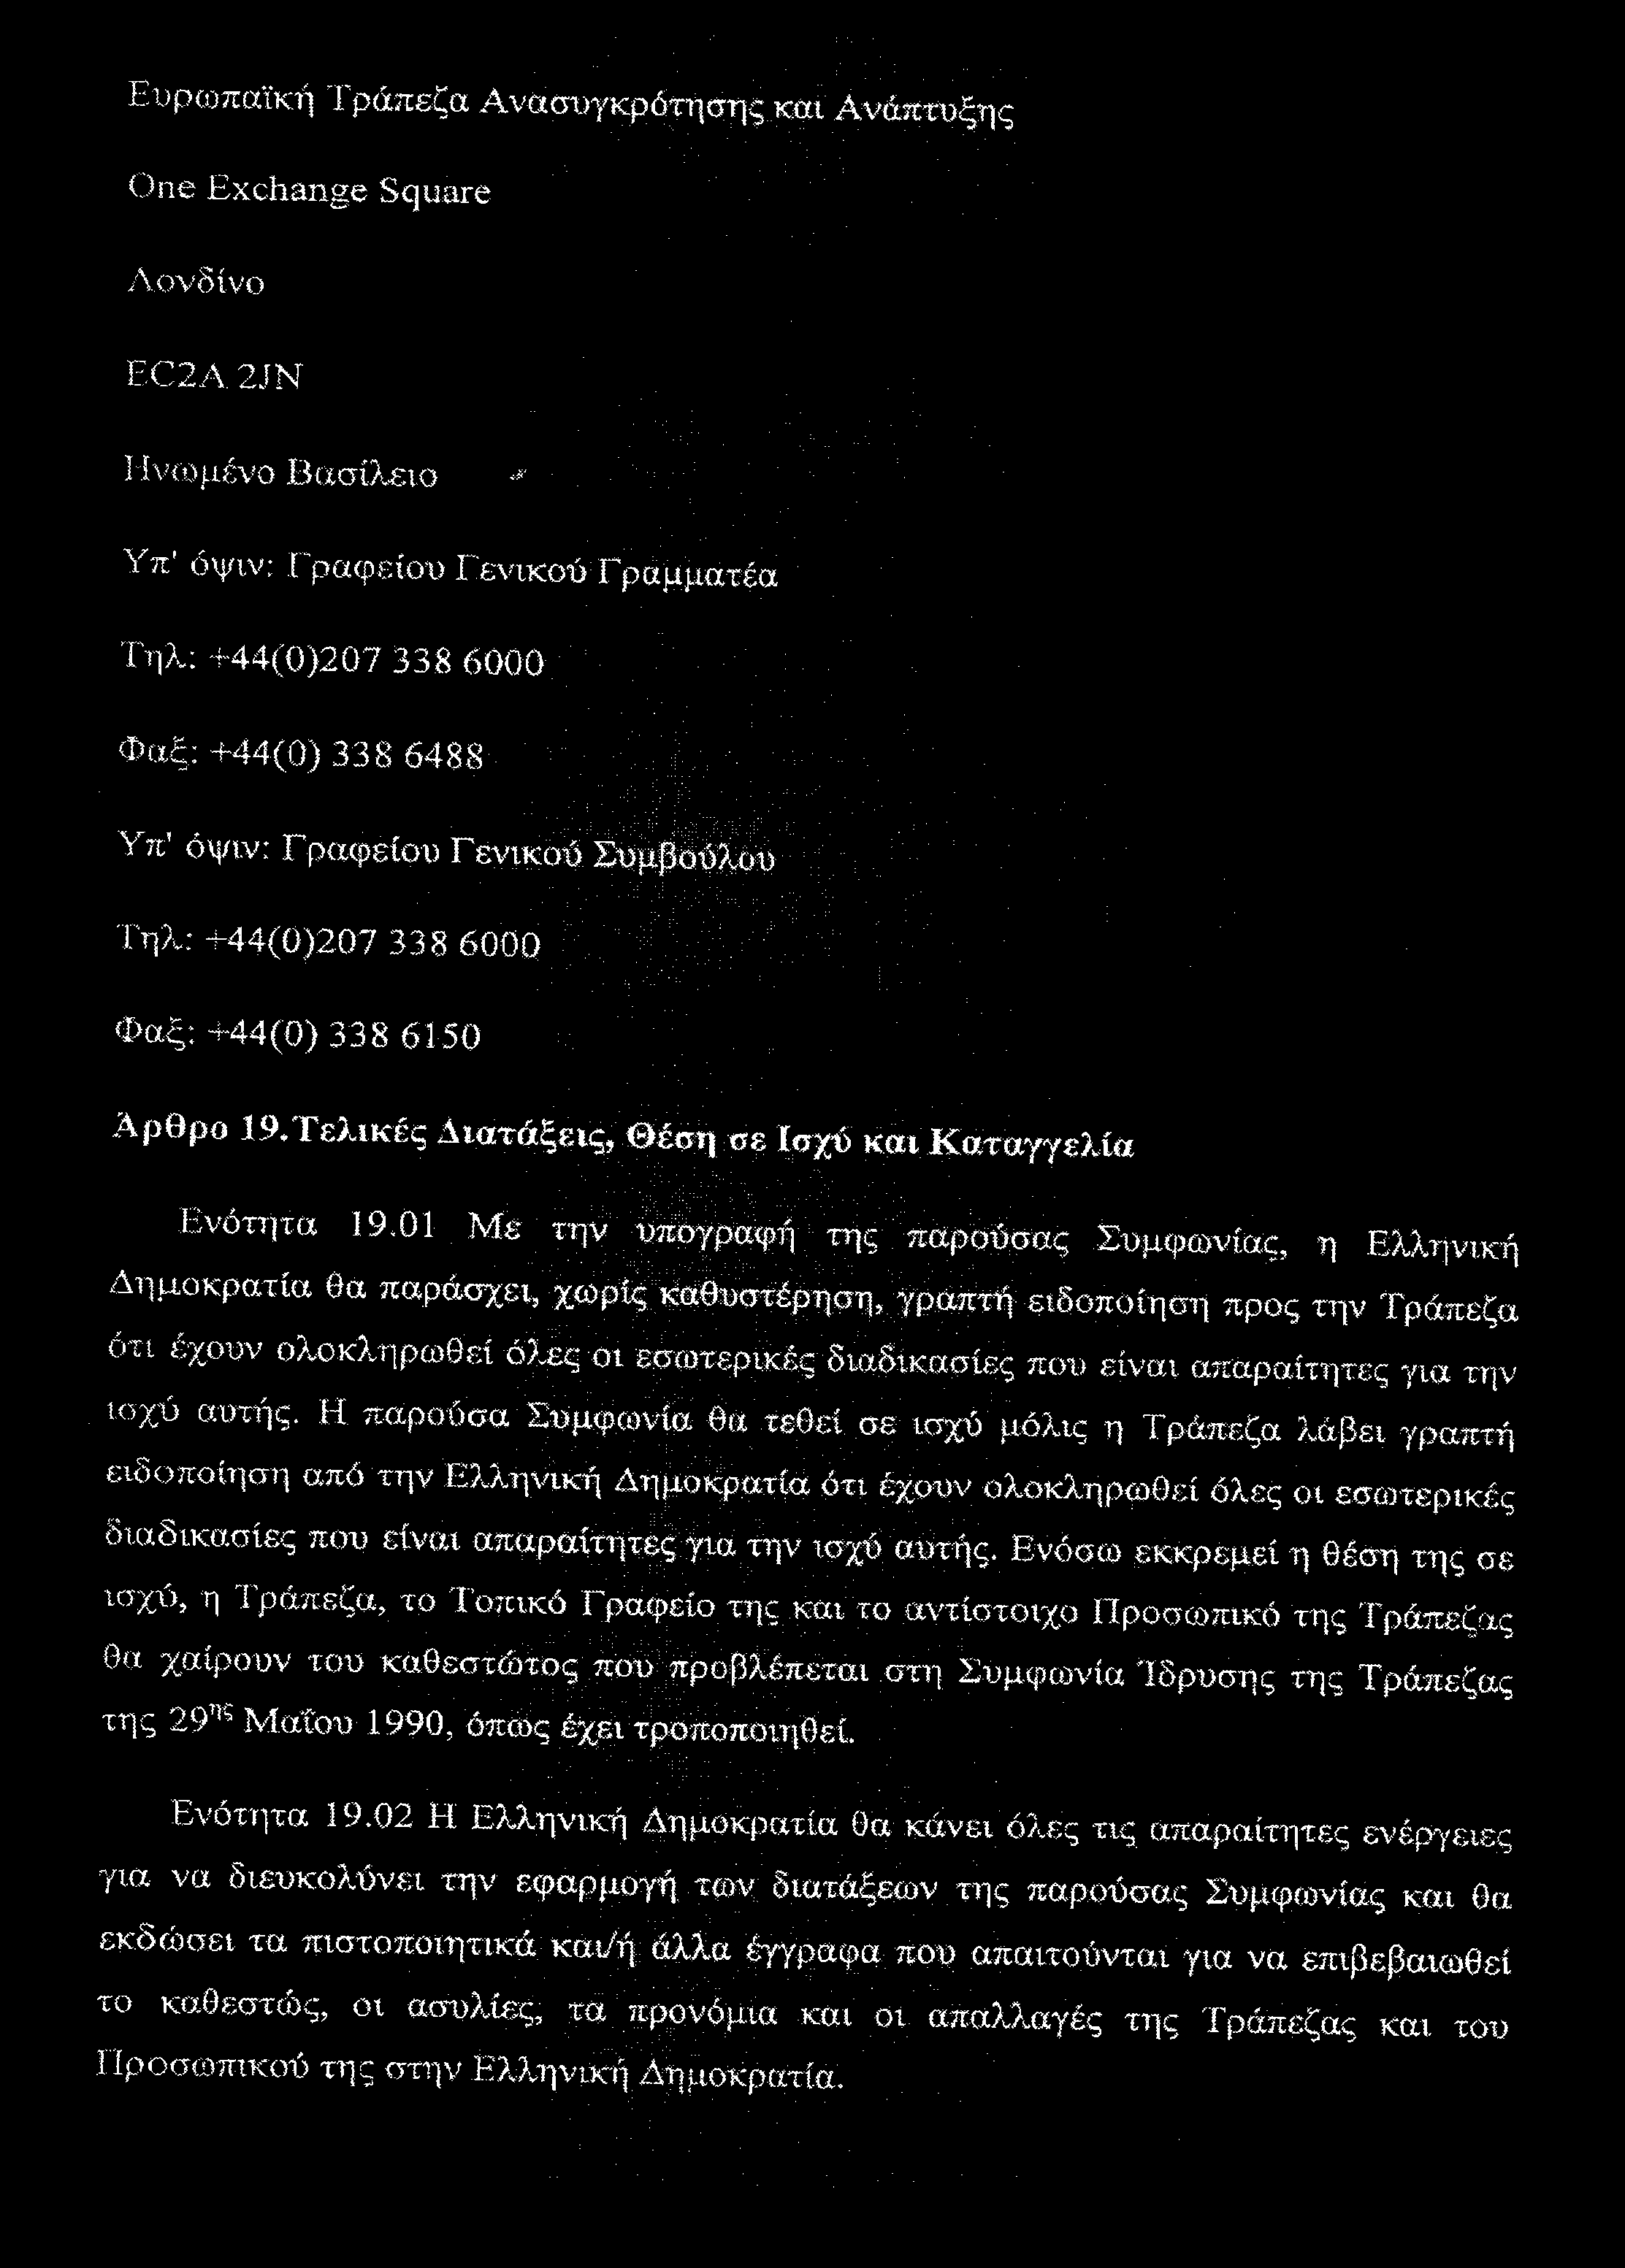 Ευρωπαϊκή Τράπεζα Ανασυγκρότησης και Ανάπτυξης
One Exchange Square
Λονδίνο
EC2A 2JN
Ηνωμένο Βασίλειο
Υπ' όψιν: Γραφείου Γενικού Γραμματέα
Τηλ: +44(0)207 338 6000
Φαξ: +44(0) 338 6488
Υπ' όψιν: Γραφείου Γενικού Συμβούλου
Τηλ: +44(0)207 338 6000
Φαξ: +44(0) 338 6150
Άρθρο 19.Τελικές Διατάξεις, Θέση σε Ισχύ και Καταγγελία
Ενότητα 19.01 Με την υπογραφή της παρούσας Συμφωνίας, η Ελληνική
Δημοκρατία θα παράσχει, χωρίς καθυστέρηση, γραπτή ειδοποίηση προς την Τράπεζα
ότι έχουν ολοκληρωθεί όλες οι εσωτερικές διαδικασίες που είναι απαραίτητες για την
ισχύ αυτής. Η παρούσα Συμφωνία θα τεθεί σε ισχύ μόλις η Τράπεζα λάβει γραπτή
ειδοποίηση από την Ελληνική Δημοκρατία ότι έχουν ολοκληρωθεί όλες οι εσωτερικές
διαδικασίες που είναι απαραίτητες για την ισχύ αυτής. Ενόσω εκκρεμεί η θέση της σε
ισχύ, η Τράπεζα, το Τοπικό Γραφείο της και το αντίστοιχο Προσωπικό της Τράπεζας
θα χαίρουν του καθεστώτος που προβλέπεται στη Συμφωνία Ίδρυσης της Τράπεζας
της 29ης Μαΐου 1990, όπως έχει τροποποιηθεί.
Ενότητα 19.02 Η Ελληνική Δημοκρατία θα κάνει όλες τις απαραίτητες ενέργειες
για να διευκολύνει την εφαρμογή των διατάξεων της παρούσας Συμφωνίας και θα
εκδώσει τα πιστοποιητικά και/ή άλλα έγγραφα που απαιτούνται για να επιβεβαιωθεί
το καθεστώς, οι ασυλίες, τα προνόμια και οι απαλλαγές της Τράπεζας και του
Προσωπικού της στην Ελληνική Δημοκρατία.